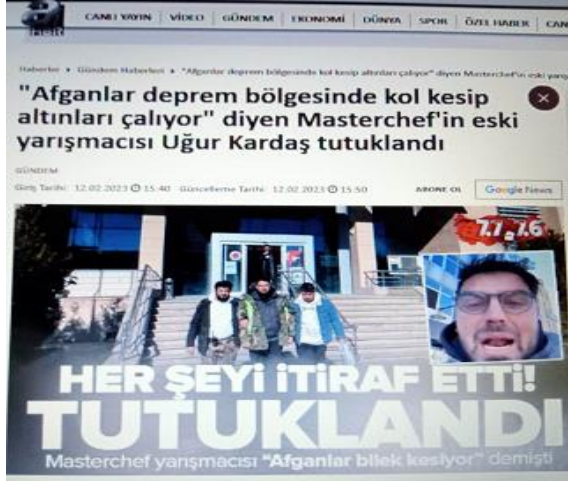 CANLI YAYIN VİDEO GÜNDEM EKONOMİ DÜNYA SPOR ÖZEL HABER CAN
Haberler Gündem Haberleri "Afganlar deprem bölgesinde kol kesip altınları çalıyor" diyen Masterchef'in eski yarış
"Afganlar deprem bölgesinde kol kesip
altınları çalıyor" diyen Masterchef'in eski
yarışmacısı Uğur Kardaş tutuklandı
GÜNDEM
Giriş Tarihi: 12.02.2023 15:40 Güncelleme Tarihi: 12.02.2023 15:50 ABONE OL Google News
7.7 7.6
HER ŞEYİ İTİRAF ETTİ!
TUTUKLANDI
Masterchef yarışmacısı "Afganlar bilek kesiyor" demişti